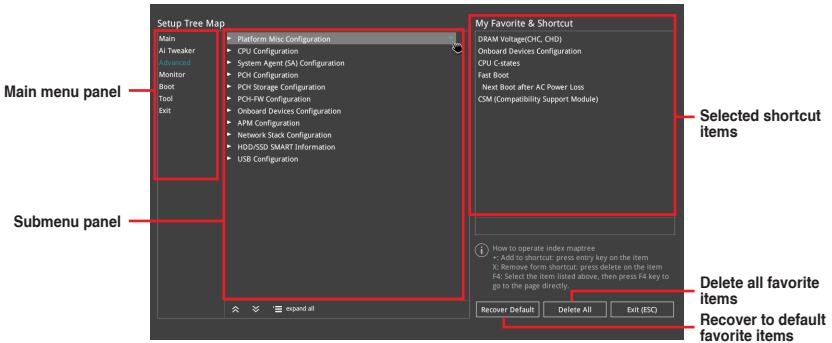 Setup Tree Map
Main
Ai Tweaker
Advanced
Monitor
Boot
Tool
Exit
Platform Misc Configuration
CPU Configuration
System Agent (SA) Configuration
PCH Configuration
PCH Storage Configuration
PCH-FW Configuration
Onboard Devices Configuration
APM Configuration
Network Stack Configuration
HDD/SSD SMART Information
USB Configuration
expand all
My Favorite & Shortcut
DRAM Voltage(CHC, CHD)
Onboard Devices Configuration
CPU C-states
Fast Boot
Next Boot after AC Power Loss
CSM (Compatibility Support Module)
How to operate index maptree
+: Add to shortcut: press entry key on the item
X: Remove form shortcut: press delete on the item
F4: Select the item listed above, then press F4 key to
go to the page directly.
Recover Default
Delete All
Exit (ESC)
Main menu panel
Submenu panel
Selected shortcut
items
Delete all favorite
items
Recover to default
favorite items